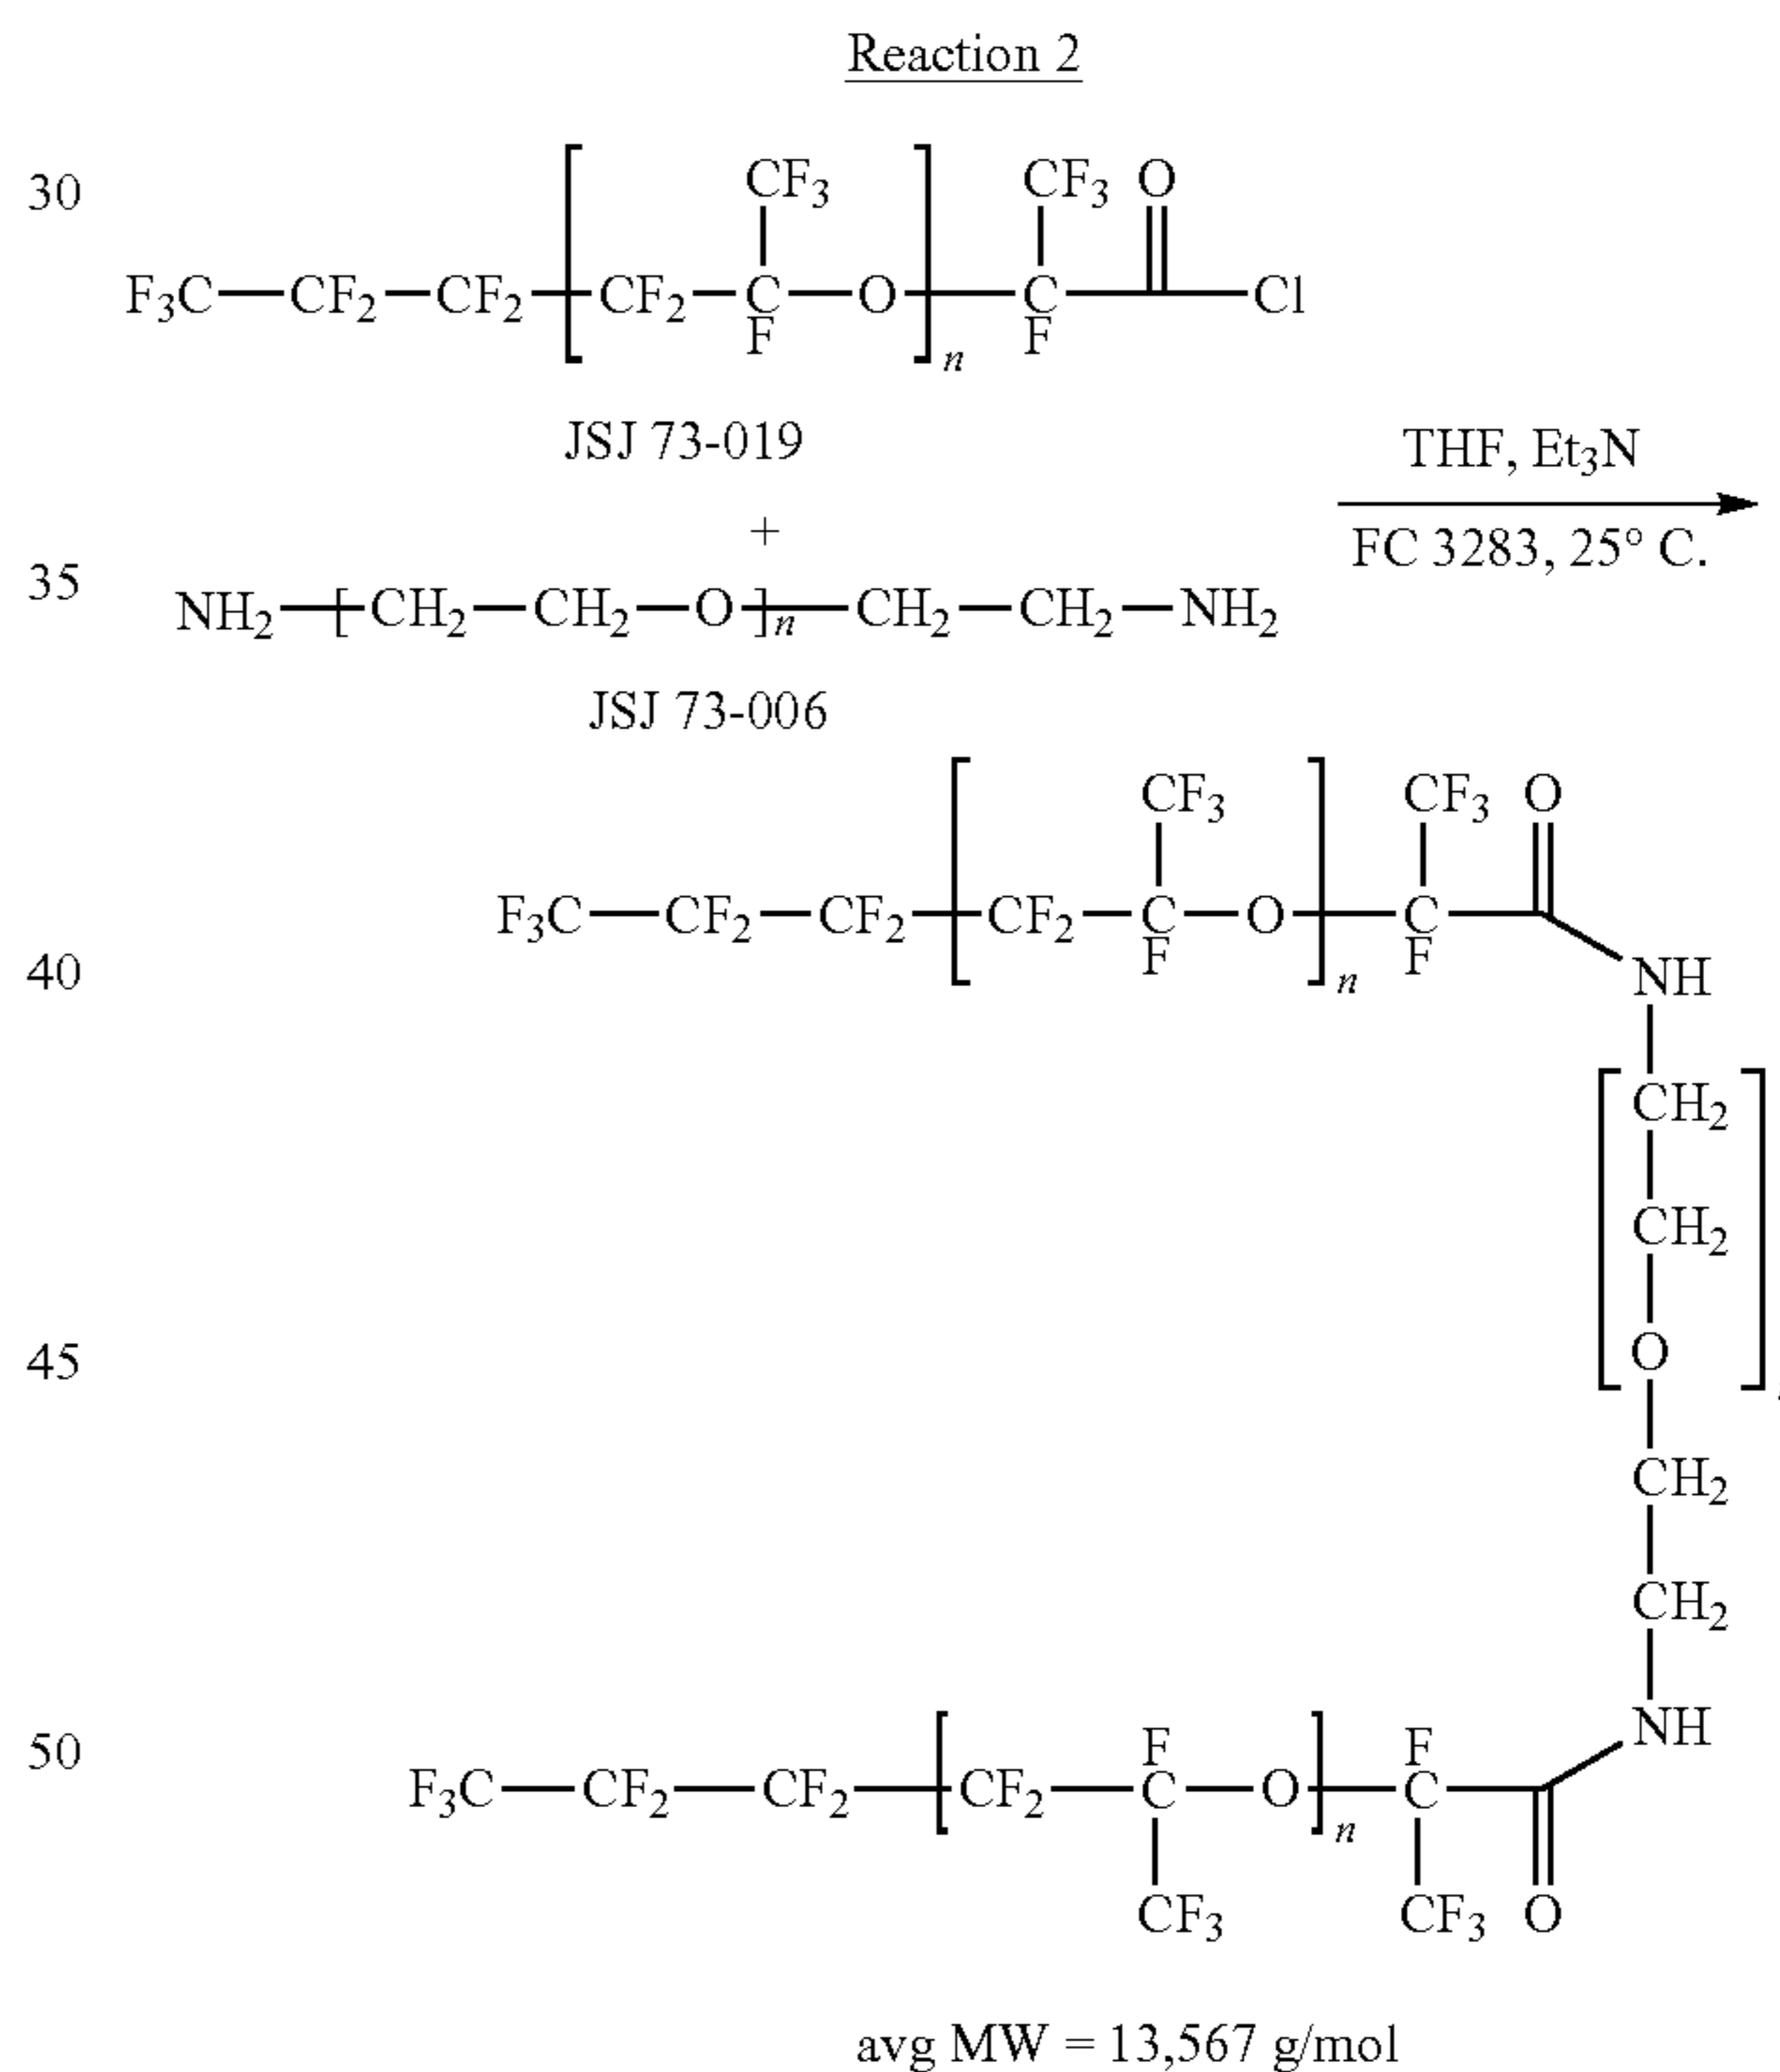 Reaction 2
30
CF3 CF3 O
F3C—CF2—CF2—[CF2—C—O]n—C—Cl
F F
JSJ 73-019
+
THF, Et3N
FC 3283, 25° C.
35
NH2—[CH2—CH2—O]n—CH2—CH2—NH2
JSJ 73-006
CF3 CF3 O
F3C—CF2—CF2—[CF2—C—O]n—C
F F
40
NH
CH2
CH2
45
O
CH2
CH2
50
NH
F F
F3C—CF2—CF2—[CF2—C—O]n—C
CF3 CF3 O
avg MW = 13,567 g/mol